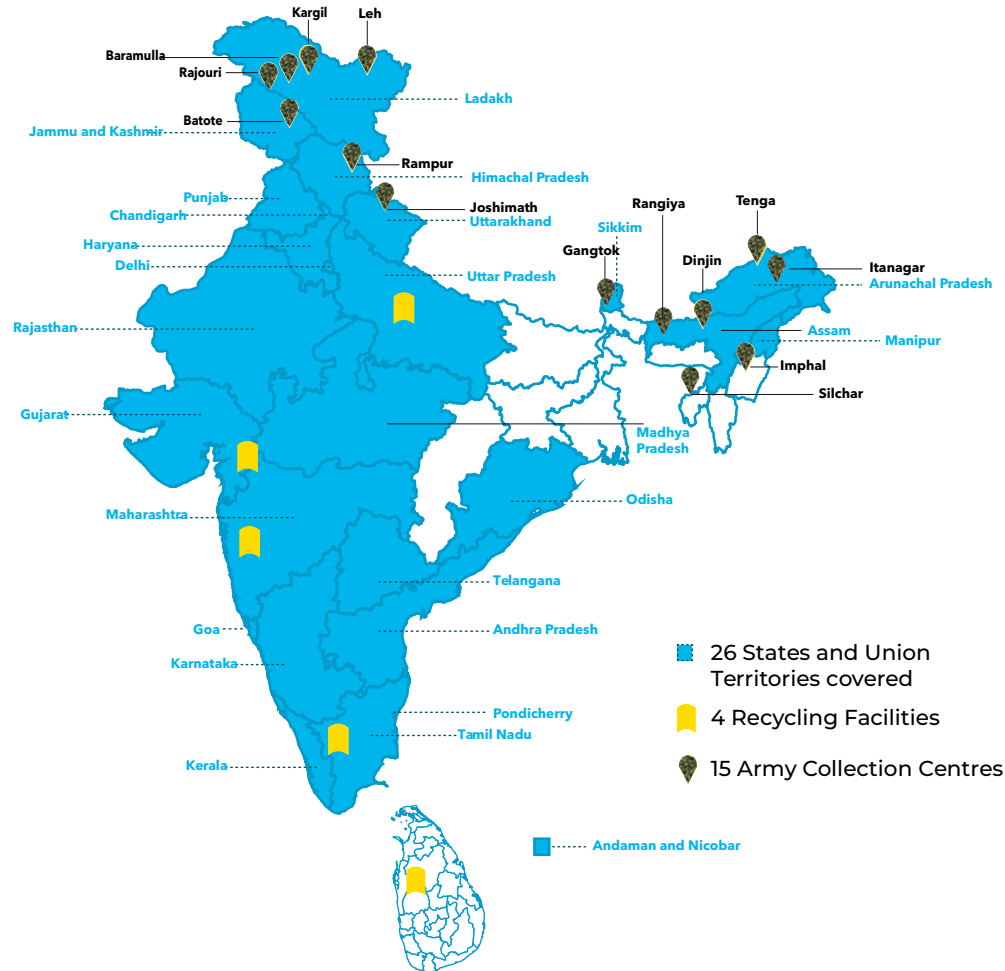 Kargil
Leh
Baramulla
Rajouri
Ladakh
Batote
Jammu and Kashmir
Rampur
Himachal Pradesh
Punjab
Joshimath
Chandigarh
Uttarakhand
Haryana
Delhi
Uttar Pradesh
Rangiya
Tenga
Sikkim
Gangtok
Dinjin
Itanagar
Arunachal Pradesh
Rajasthan
Assam
Manipur
Imphal
Silchar
Gujarat
Madhya
Pradesh
Odisha
Maharashtra
Telangana
Goa
Andhra Pradesh
Karnataka
Pondicherry
Tamil Nadu
Kerala
26 States and Union
Territories covered
4 Recycling Facilities
15 Army Collection Centres
Andaman and Nicobar